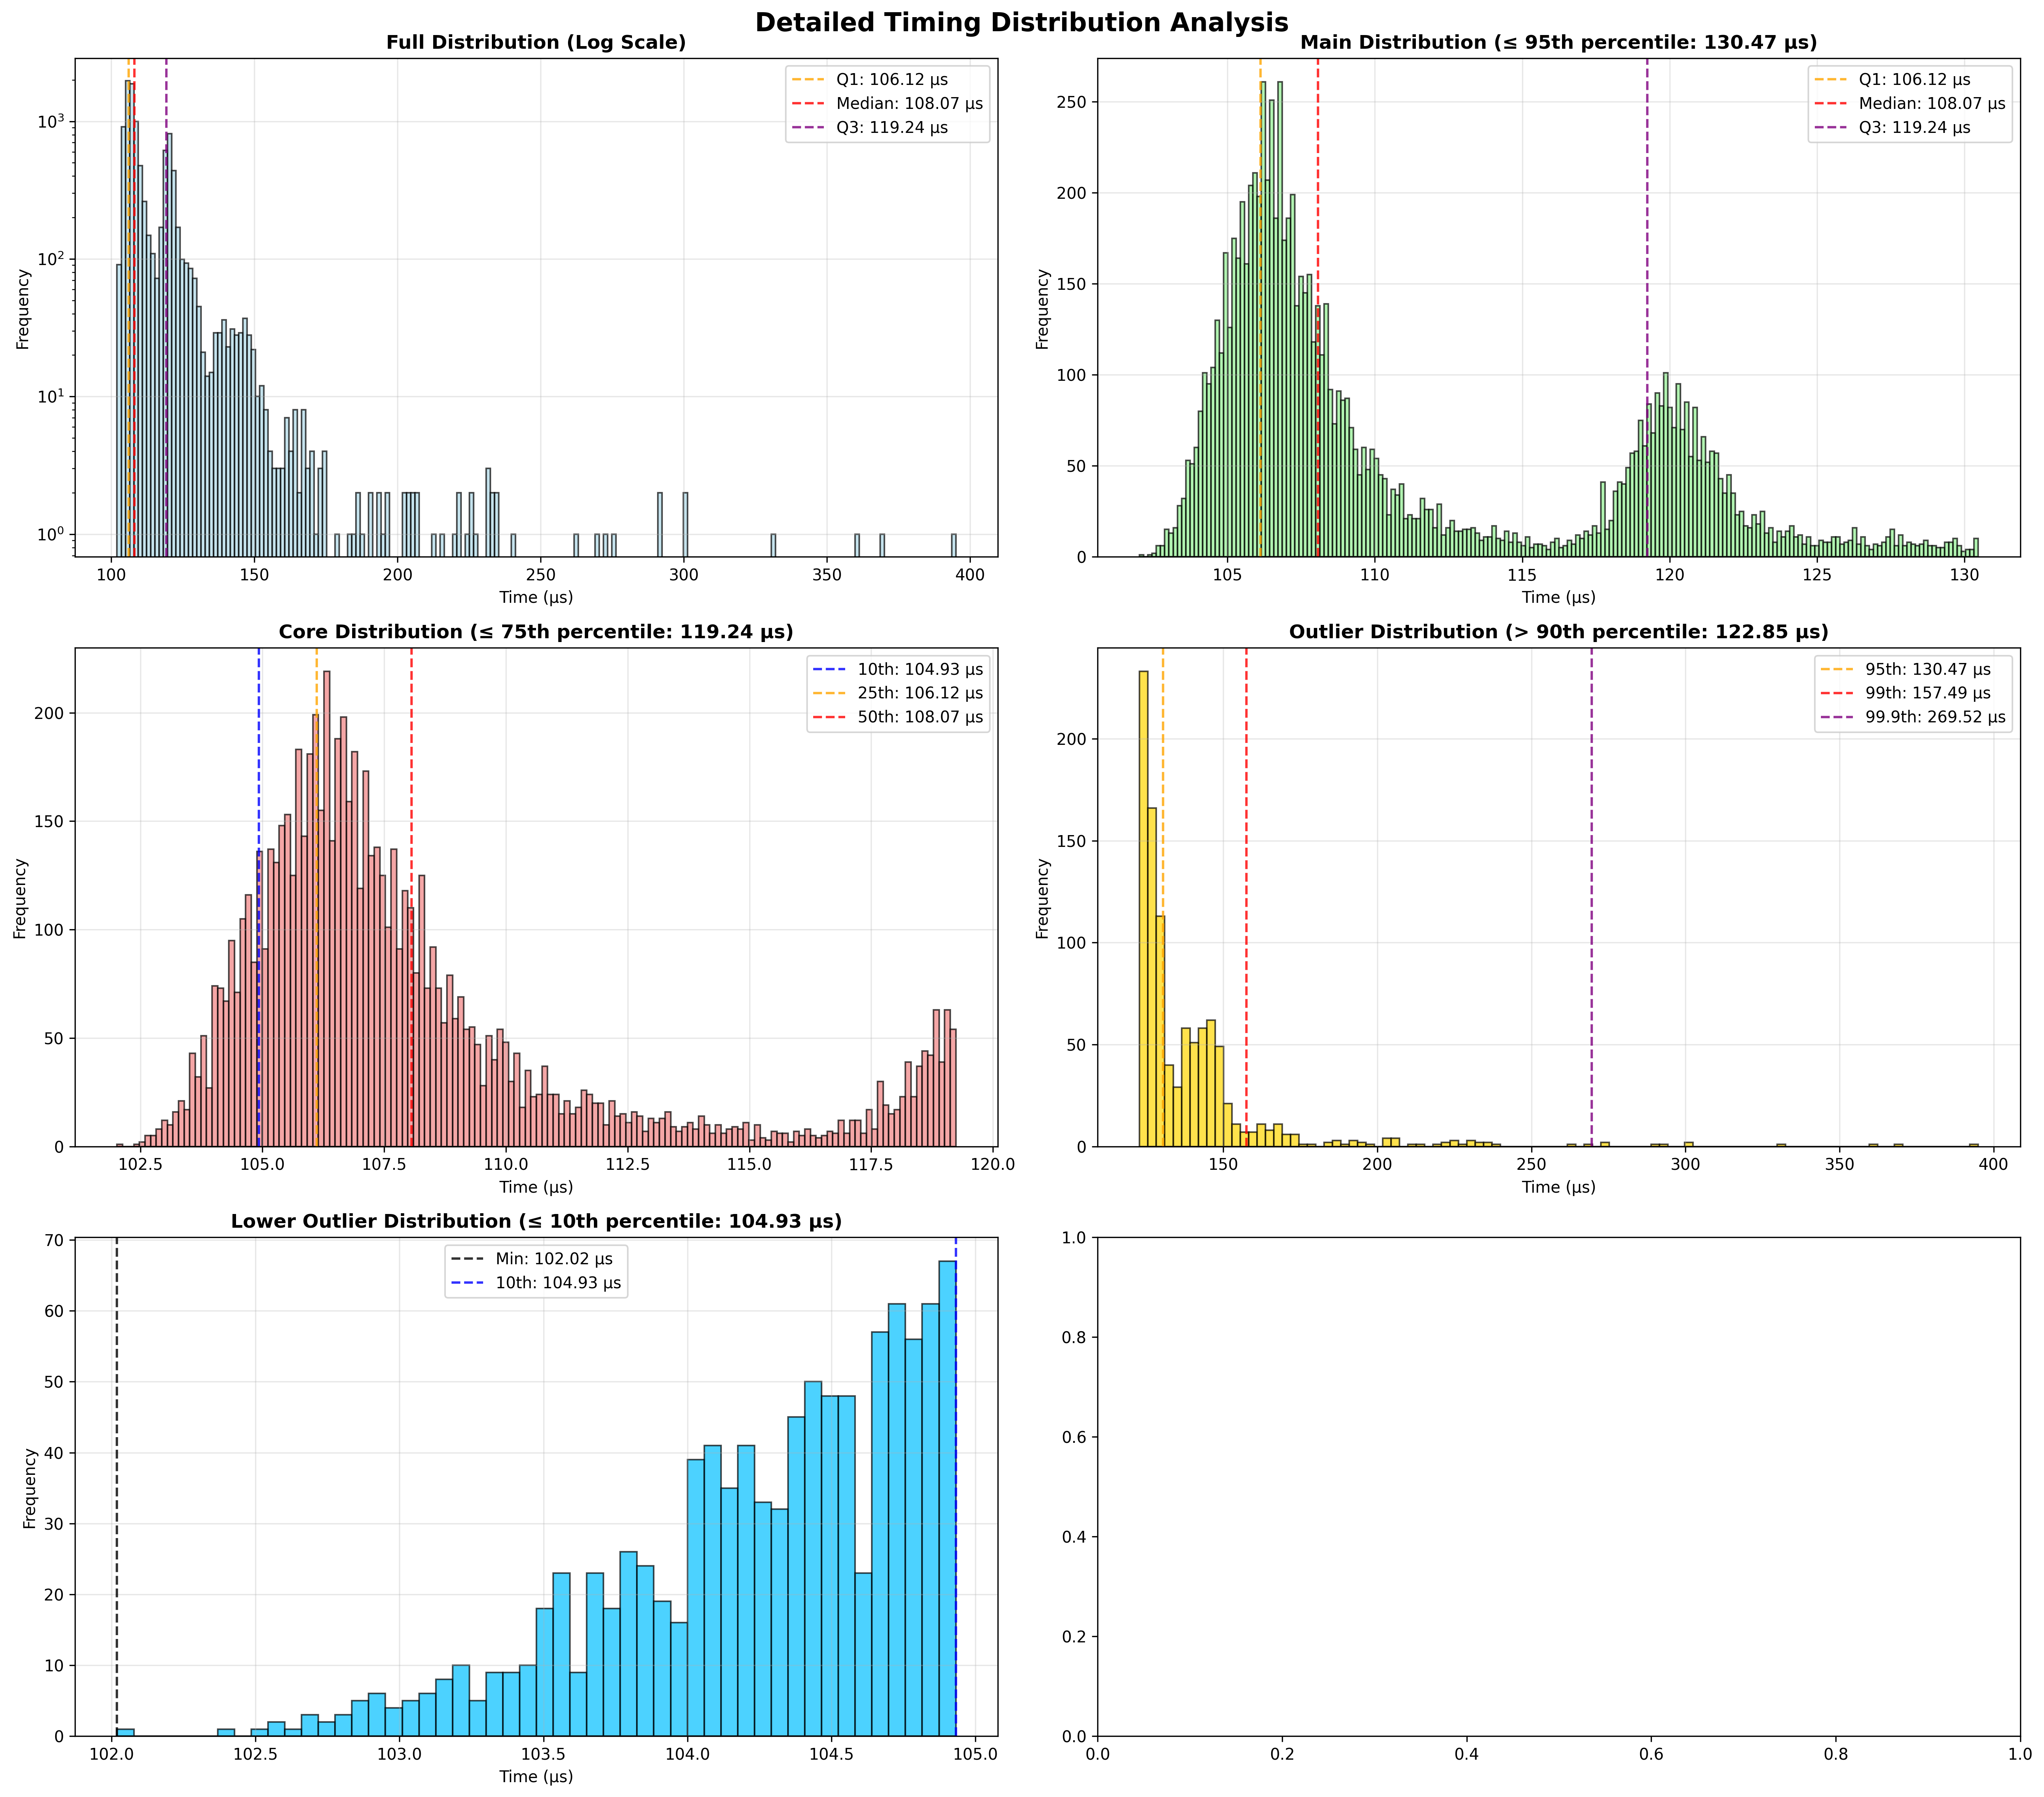 Detailed Timing Distribution Analysis
Full Distribution (Log Scale)
Frequency
10³
10²
10¹
10⁰
Q1: 106.12 µs
Median: 108.07 µs
Q3: 119.24 µs
100 150 200 250 300 350 400
Time (µs)
Main Distribution (≤ 95th percentile: 130.47 µs)
Frequency
250
200
150
100
50
0
Q1: 106.12 µs
Median: 108.07 µs
Q3: 119.24 µs
105 110 115 120 125 130
Time (µs)
Core Distribution (≤ 75th percentile: 119.24 µs)
Frequency
200
150
100
50
0
10th: 104.93 µs
25th: 106.12 µs
50th: 108.07 µs
102.5 105.0 107.5 110.0 112.5 115.0 117.5 120.0
Time (µs)
Outlier Distribution (> 90th percentile: 122.85 µs)
Frequency
200
150
100
50
0
95th: 130.47 µs
99th: 157.49 µs
99.9th: 269.52 µs
150 200 250 300 350 400
Time (µs)
Lower Outlier Distribution (≤ 10th percentile: 104.93 µs)
Frequency
70
60
50
40
30
20
10
0
Min: 102.02 µs
10th: 104.93 µs
102.0 102.5 103.0 103.5 104.0 104.5 105.0
Time (µs)
1.0
0.8
0.6
0.4
0.2
0.0
0.0 0.2 0.4 0.6 0.8 1.0